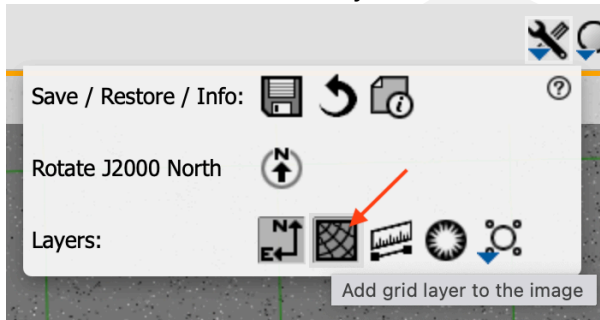 Save / Restore / Info:
Rotate J2000 North
N
Layers:
N
E
Add grid layer to the image